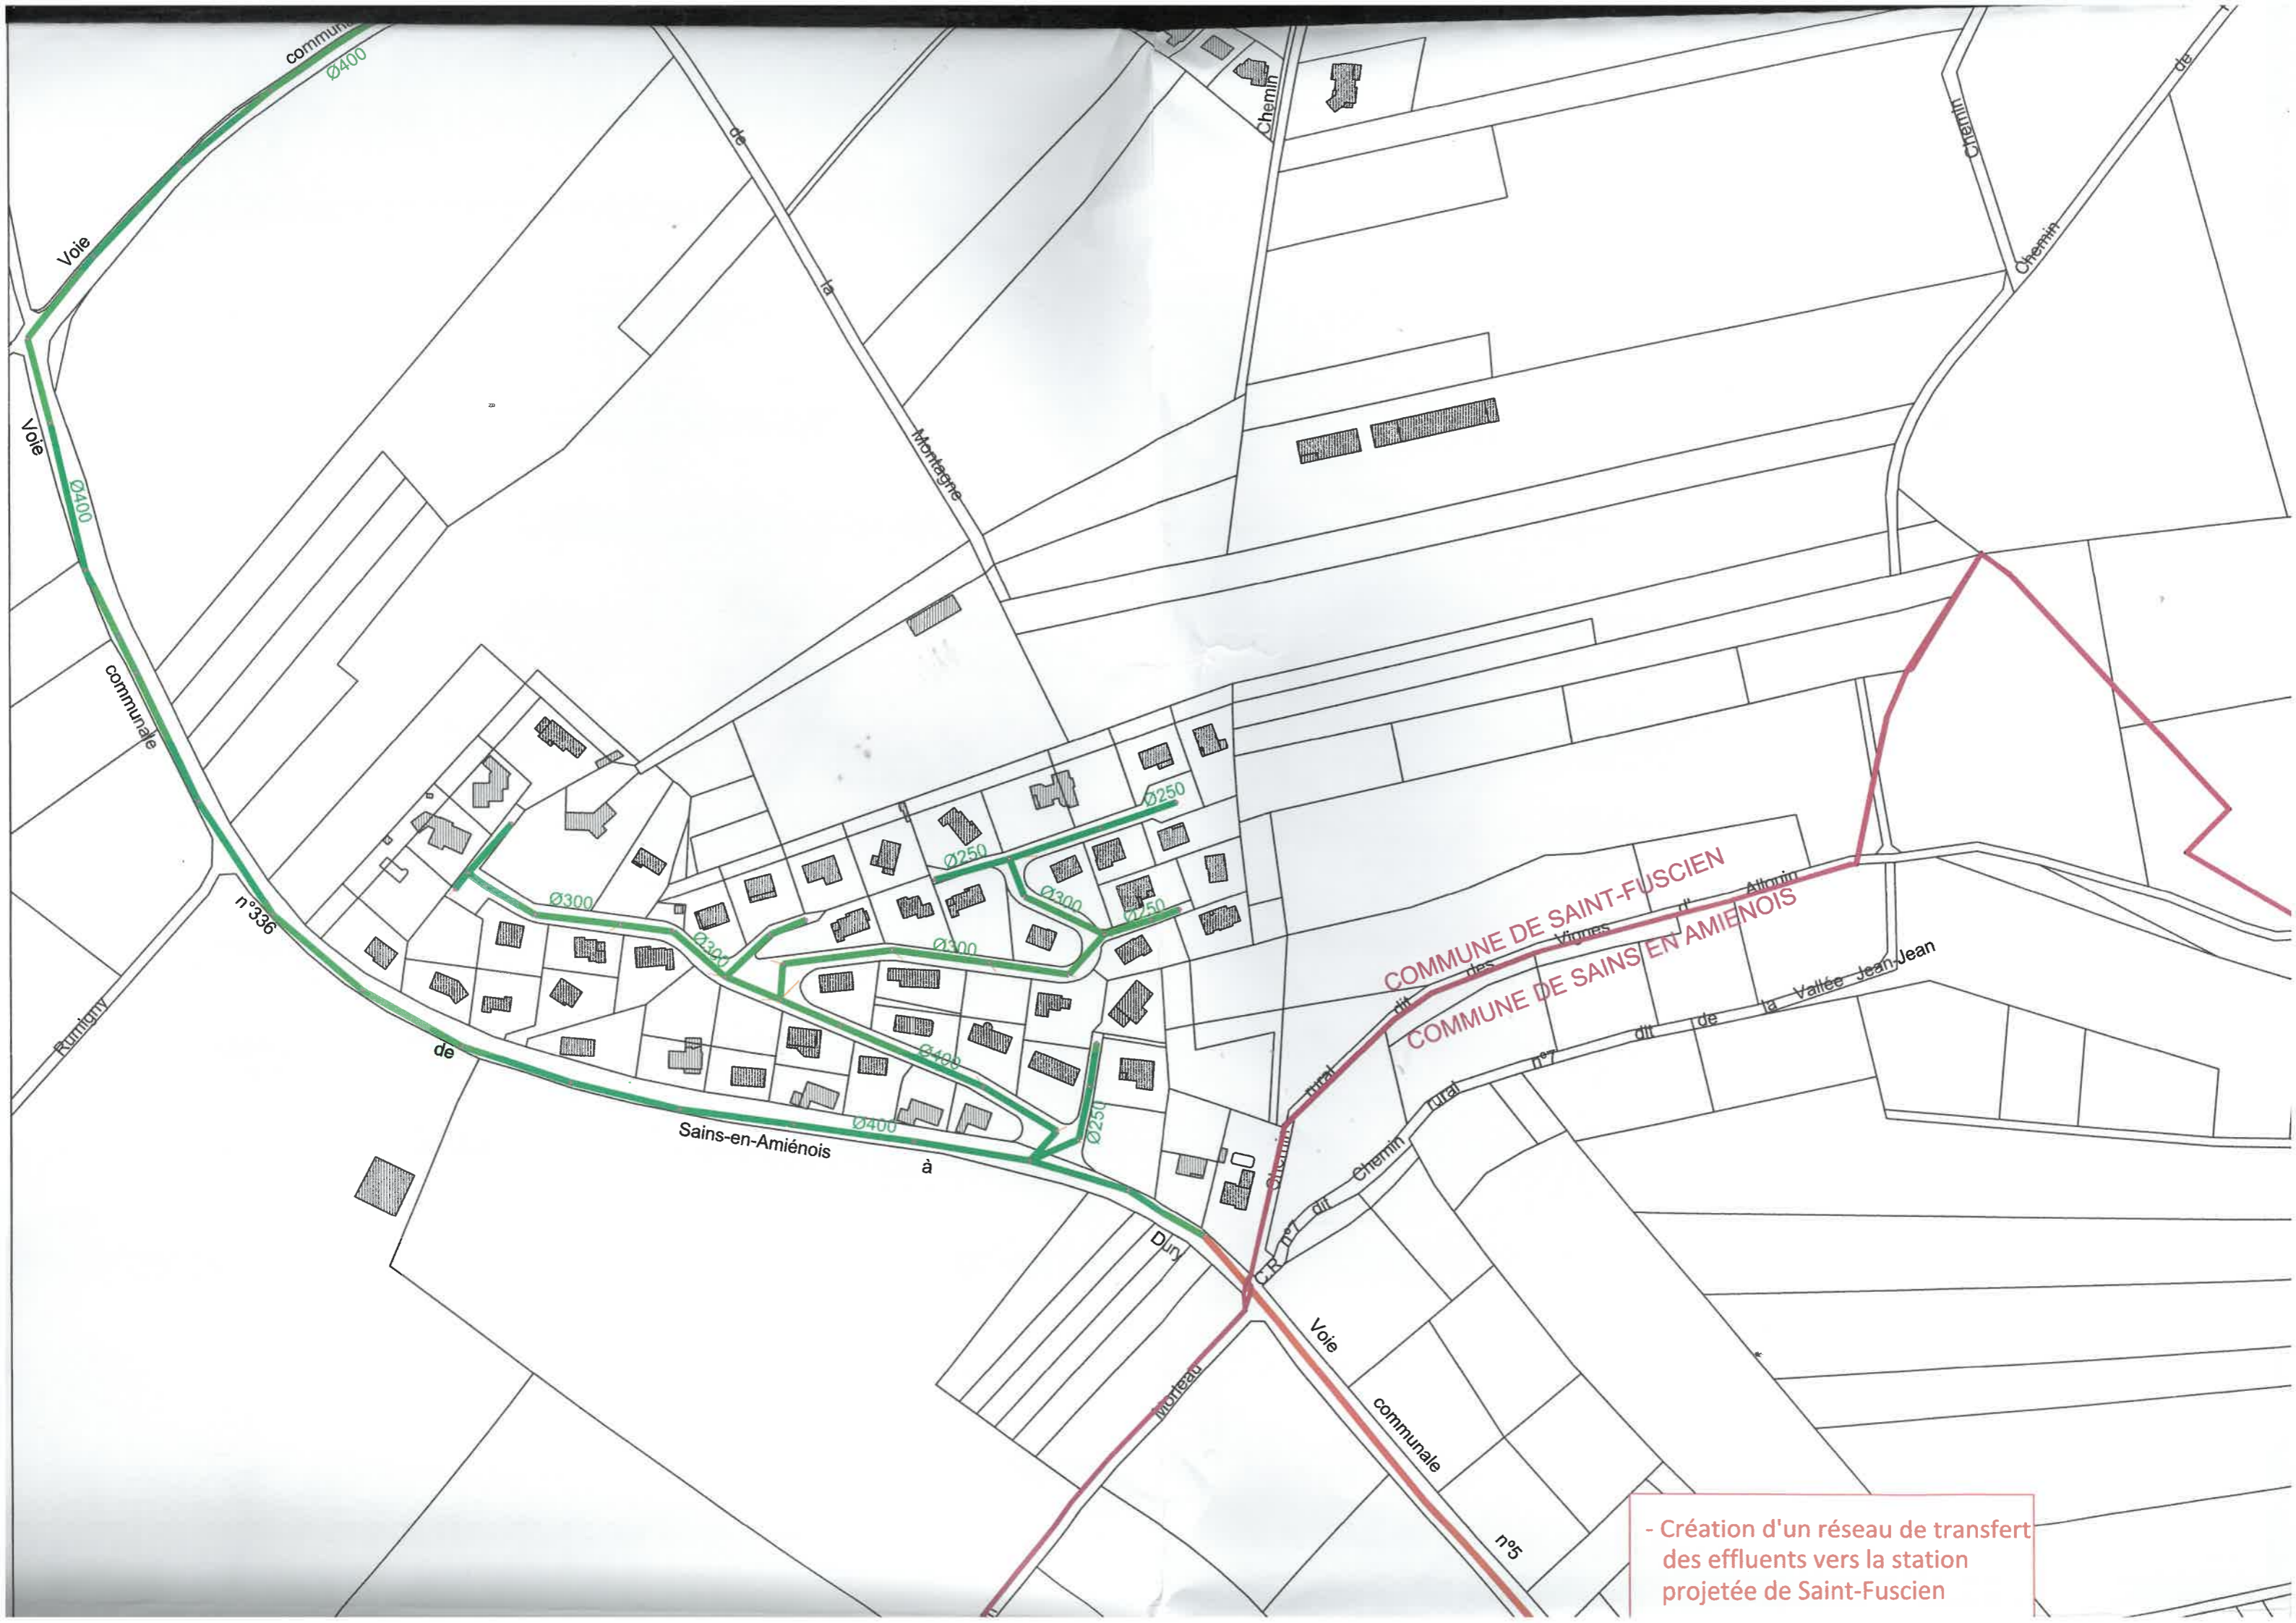 communa
Ø400
Chemin
Chemin
de
de
la
Montagne
Voie
Chemin
Voie
Ø400
communale
n°336
Rumigny
de
Sains-en-Amiénois
à
Dury
Ø250
Ø250
Ø300
Ø250
Ø300
Ø300
Ø300
Ø400
Ø400
Ø250
COMMUNE DE SAINT-FUSCIEN
Chemin rural dit des Vignes d' Allouin
COMMUNE DE SAINS EN AMIENOIS
C.R. n°7 dit Chemin rural n°7 dit de la Vallée Jean-Jean
Morteau
Voie
communale
n°5
- Création d'un réseau de transfert
des effluents vers la station
projetée de Saint-Fuscien